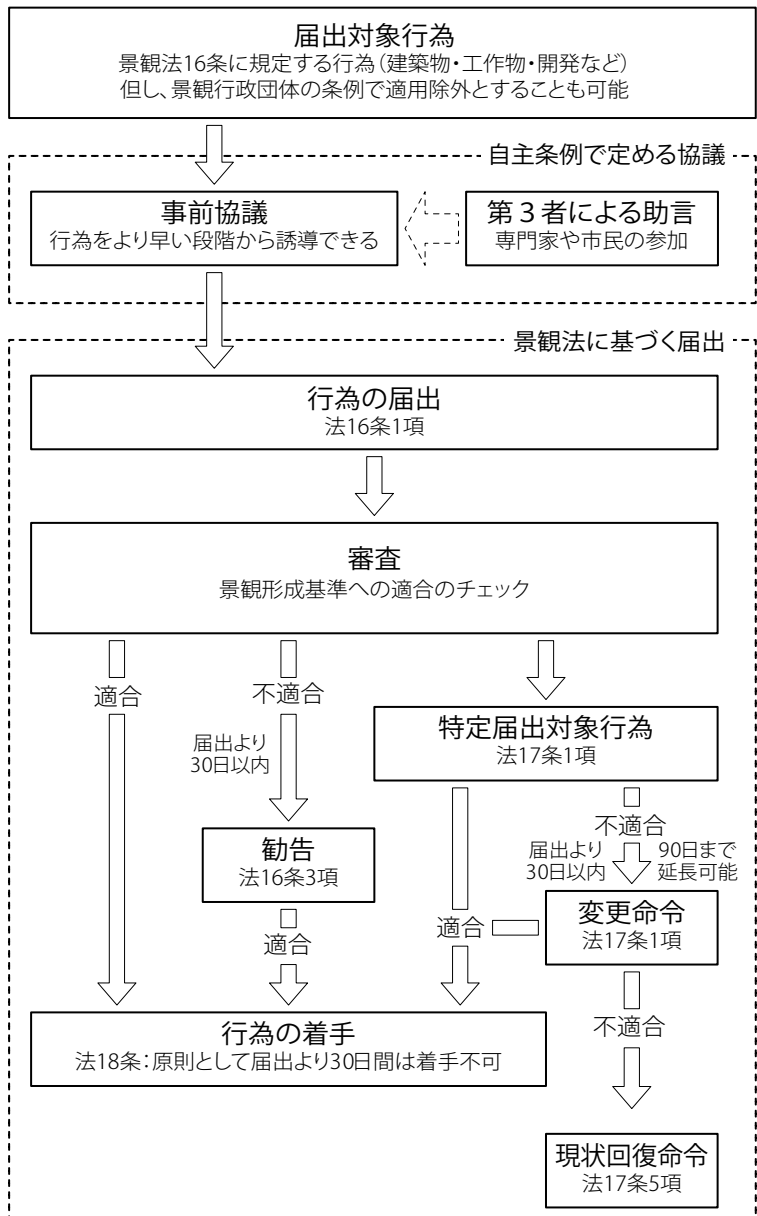 届出対象行為
景観法16条に規定する行為（建築物・工作物・開発など）
但し、景観行政団体の条例で適用除外とすることも可能
自主条例で定める協議
事前協議
行為をより早い段階から誘導できる
第３者による助言
専門家や市民の参加
景観法に基づく届出
行為の届出
法16条1項
審査
景観形成基準への適合のチェック
適合
不適合
届出より
30日以内
特定届出対象行為
法17条1項
不適合
届出より
30日以内
90日まで
延長可能
勧告
法16条3項
変更命令
法17条1項
適合
適合
不適合
行為の着手
法18条：原則として届出より30日間は着手不可
現状回復命令
法17条5項